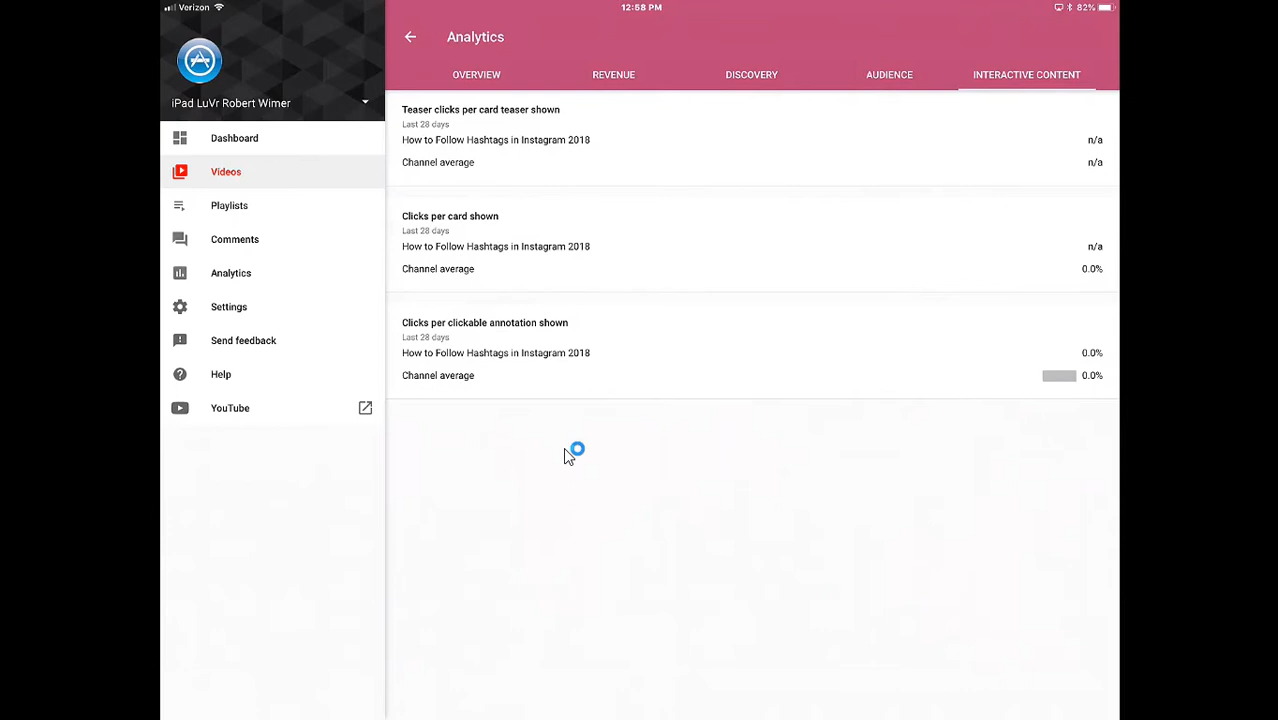 Verizon
12:58 PM
82%
iPad LuVr Robert Wimer
Dashboard
Videos
Playlists
Comments
Analytics
Settings
Send feedback
Help
YouTube
Analytics
OVERVIEW REVENUE DISCOVERY AUDIENCE INTERACTIVE CONTENT
Teaser clicks per card teaser shown
Last 28 days
How to Follow Hashtags in Instagram 2018 n/a
Channel average n/a
Clicks per card shown
Last 28 days
How to Follow Hashtags in Instagram 2018 n/a
Channel average 0.0%
Clicks per clickable annotation shown
Last 28 days
How to Follow Hashtags in Instagram 2018 0.0%
Channel average 0.0%